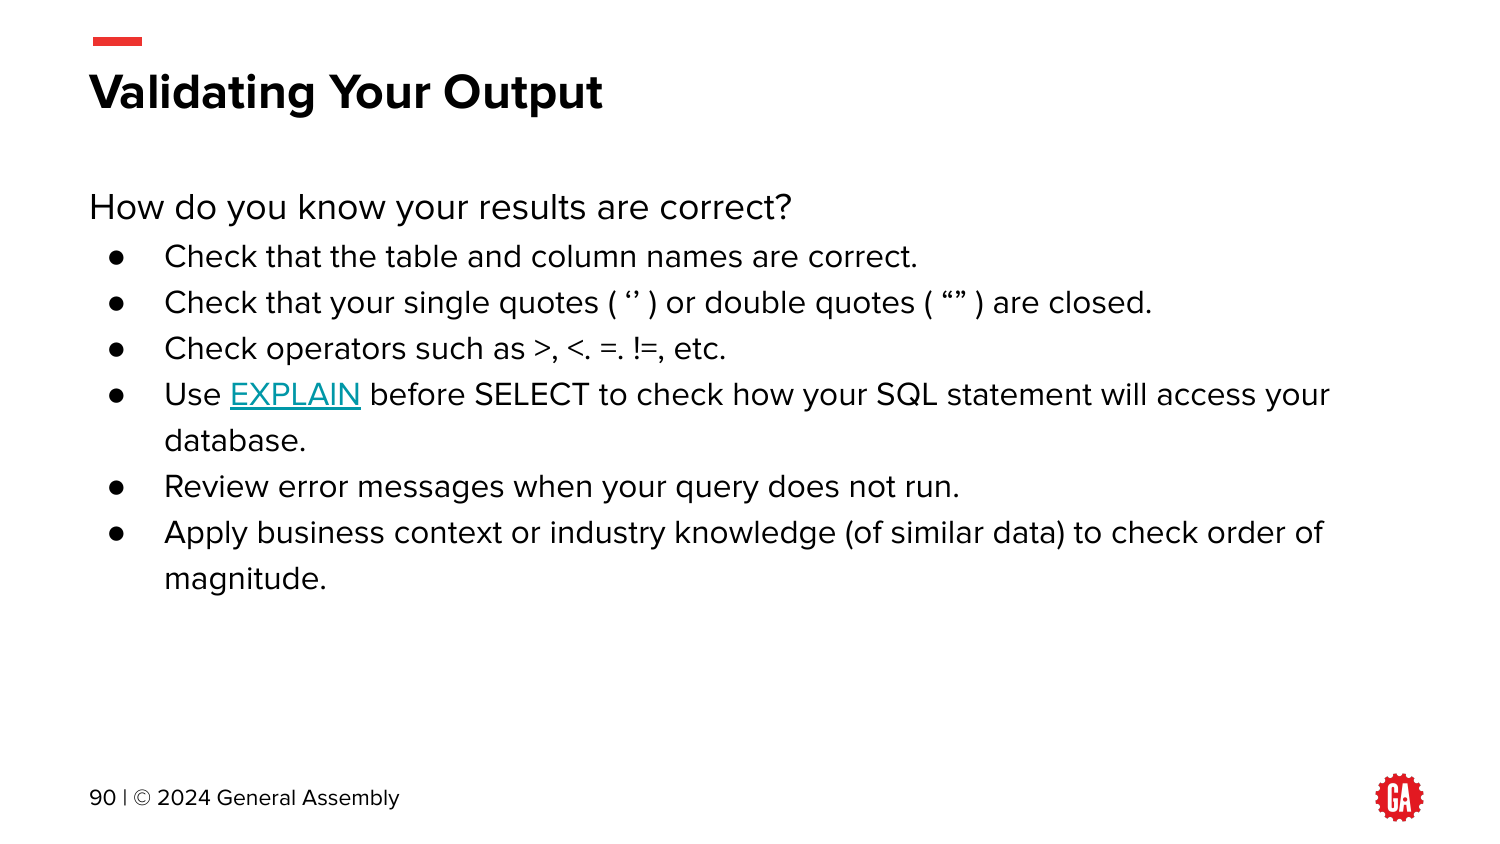 Validating Your Output
How do you know your results are correct?
● Check that the table and column names are correct.
● Check that your single quotes ( ‘’ ) or double quotes ( “” ) are closed.
● Check operators such as >, <. =. !=, etc.
● Use EXPLAIN before SELECT to check how your SQL statement will access your
database.
● Review error messages when your query does not run.
● Apply business context or industry knowledge (of similar data) to check order of
magnitude.
90 | © 2024 General Assembly
GA